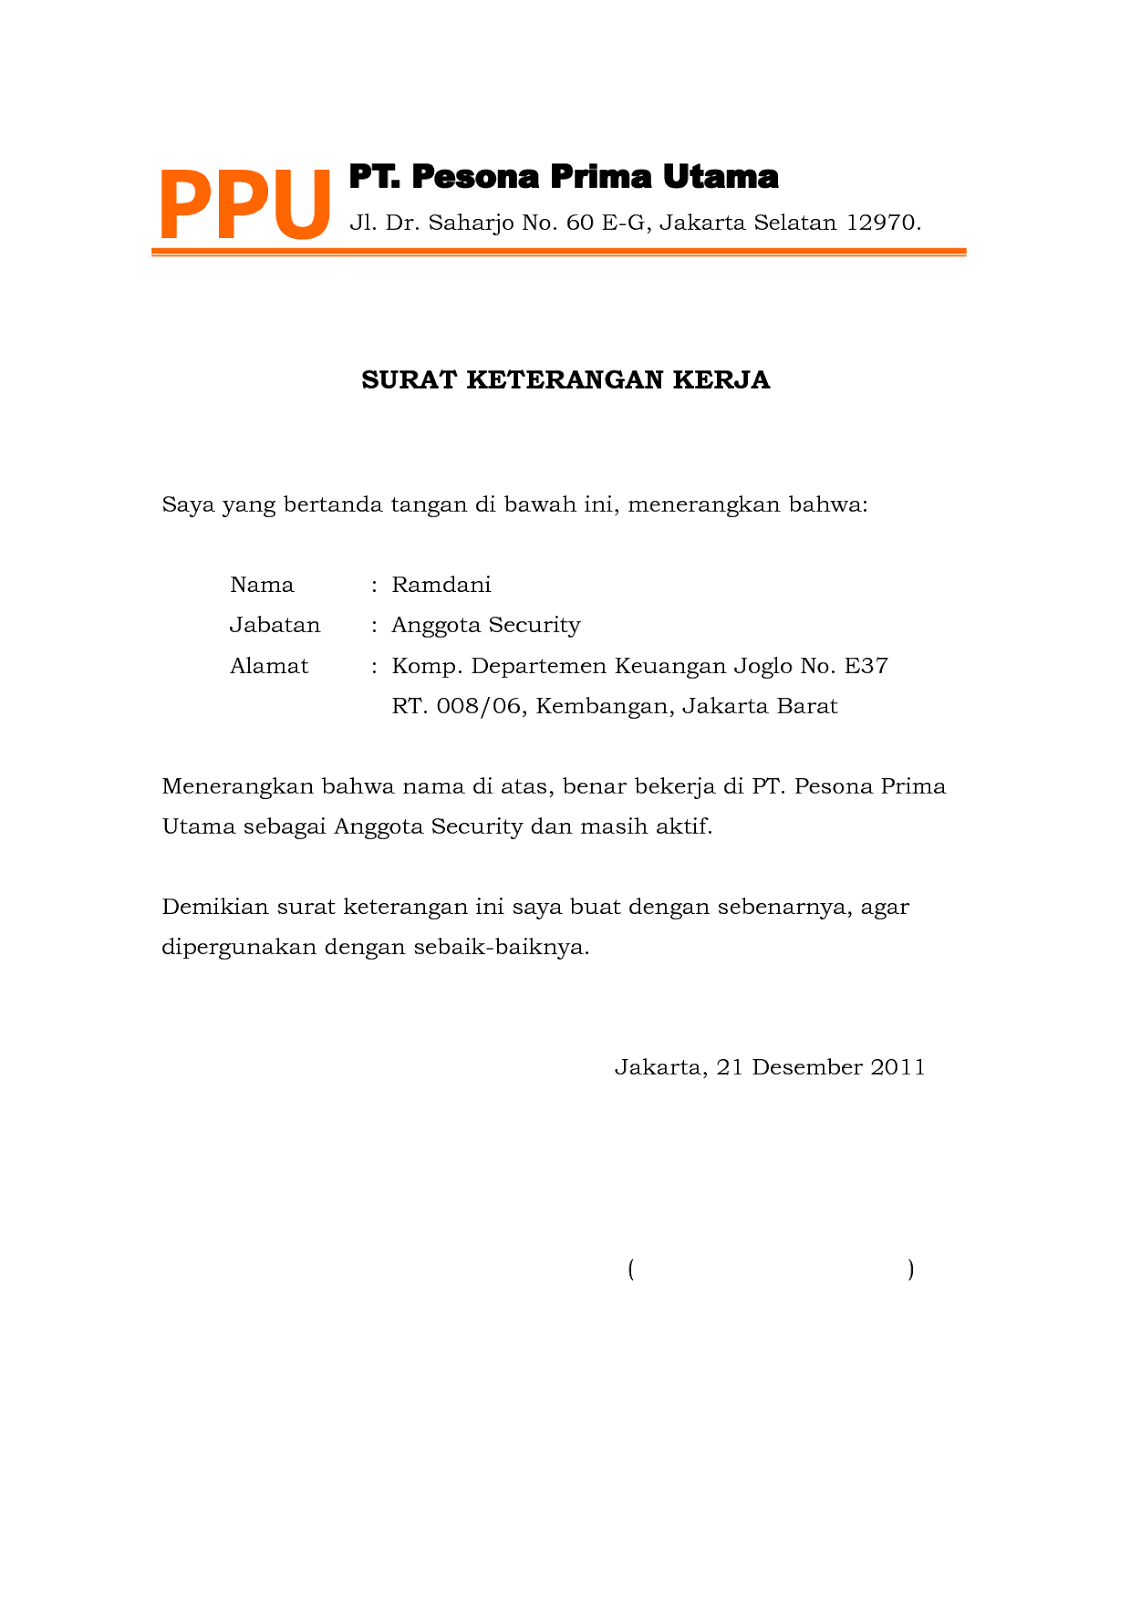 PPU
PT. Pesona Prima Utama
Jl. Dr. Saharjo No. 60 E-G, Jakarta Selatan 12970.
SURAT KETERANGAN KERJA
Saya yang bertanda tangan di bawah ini, menerangkan bahwa:
Nama : Ramdani
Jabatan : Anggota Security
Alamat : Komp. Departemen Keuangan Joglo No. E37
RT. 008/06, Kembangan, Jakarta Barat
Menerangkan bahwa nama di atas, benar bekerja di PT. Pesona Prima
Utama sebagai Anggota Security dan masih aktif.
Demikian surat keterangan ini saya buat dengan sebenarnya, agar
dipergunakan dengan sebaik-baiknya.
Jakarta, 21 Desember 2011
( )